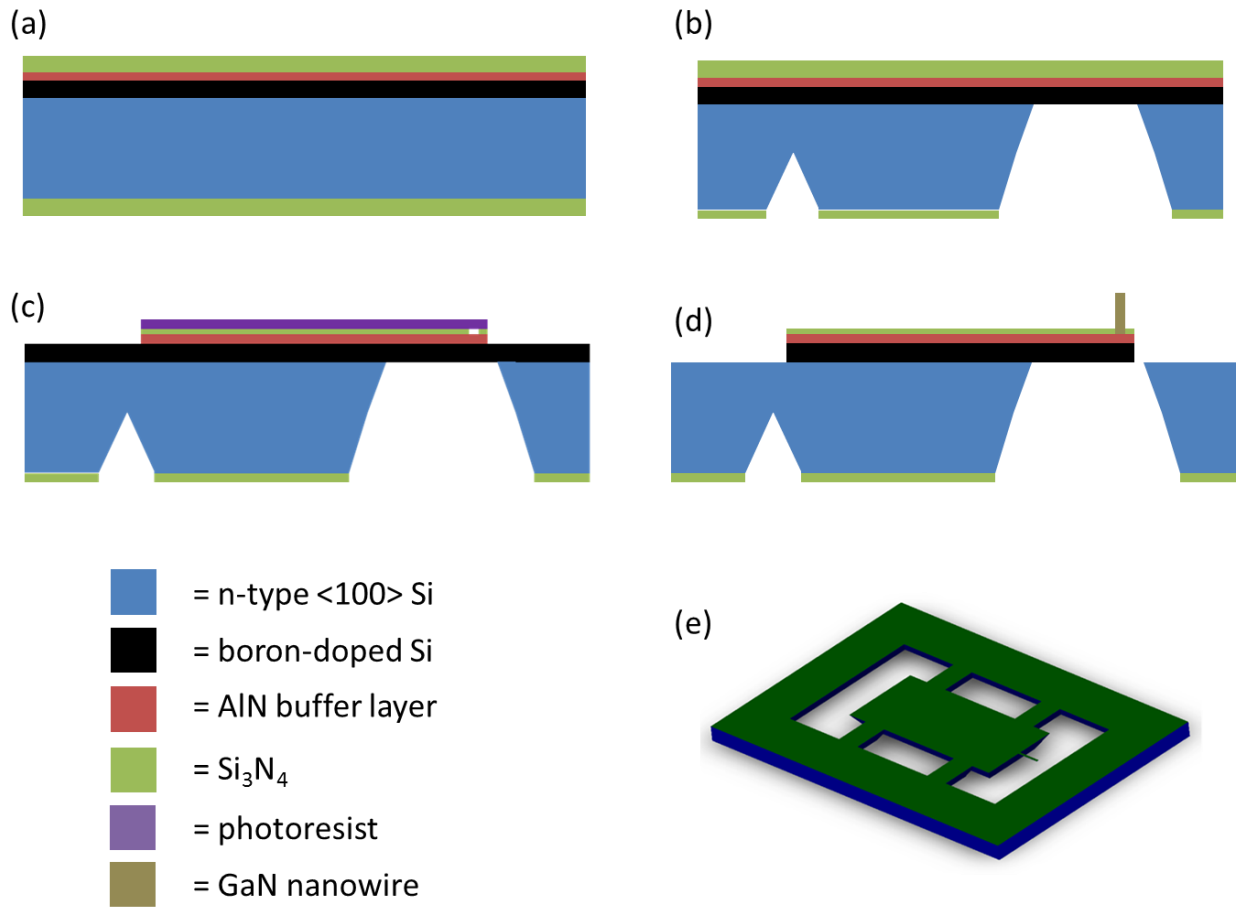 (a)
(b)
(c)
(d)
= n-type <100> Si
= boron-doped Si
= AlN buffer layer
= Si₃N₄
= photoresist
= GaN nanowire
(e)